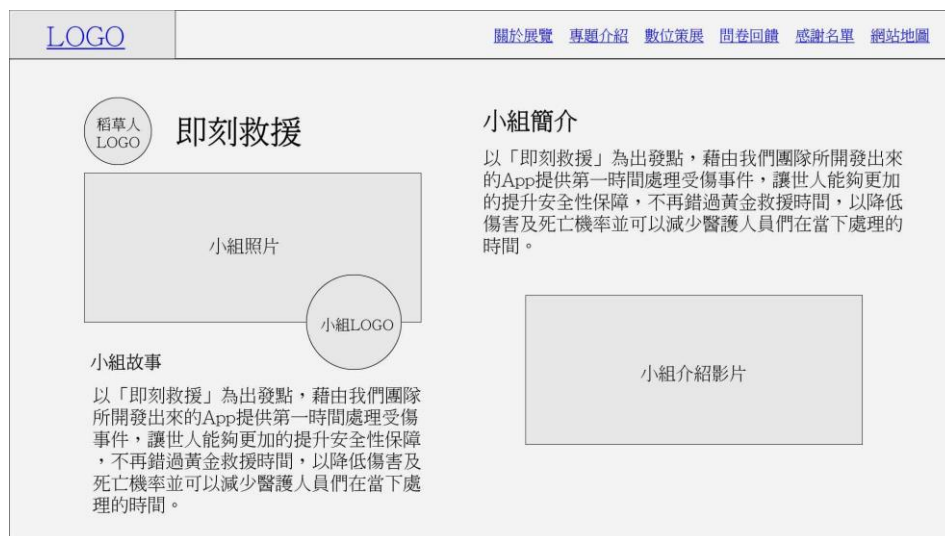 LOGO
關於展覽 專題介紹 數位策展 問卷回饋 感謝名單 網站地圖
稻草人
LOGO
即刻救援
小組照片
小組LOGO
小組故事
以「即刻救援」為出發點，藉由我們團隊
所開發出來的App提供第一時間處理受傷
事件，讓世人能夠更加的提升安全性保障
，不再錯過黃金救援時間，以降低傷害及
死亡機率並可以減少醫護人員們在當下處
理的時間。
小組簡介
以「即刻救援」為出發點，藉由我們團隊所開發出來
的App提供第一時間處理受傷事件，讓世人能夠更加
的提升安全性保障，不再錯過黃金救援時間，以降低
傷害及死亡機率並可以減少醫護人員們在當下處理的
時間。
小組介紹影片